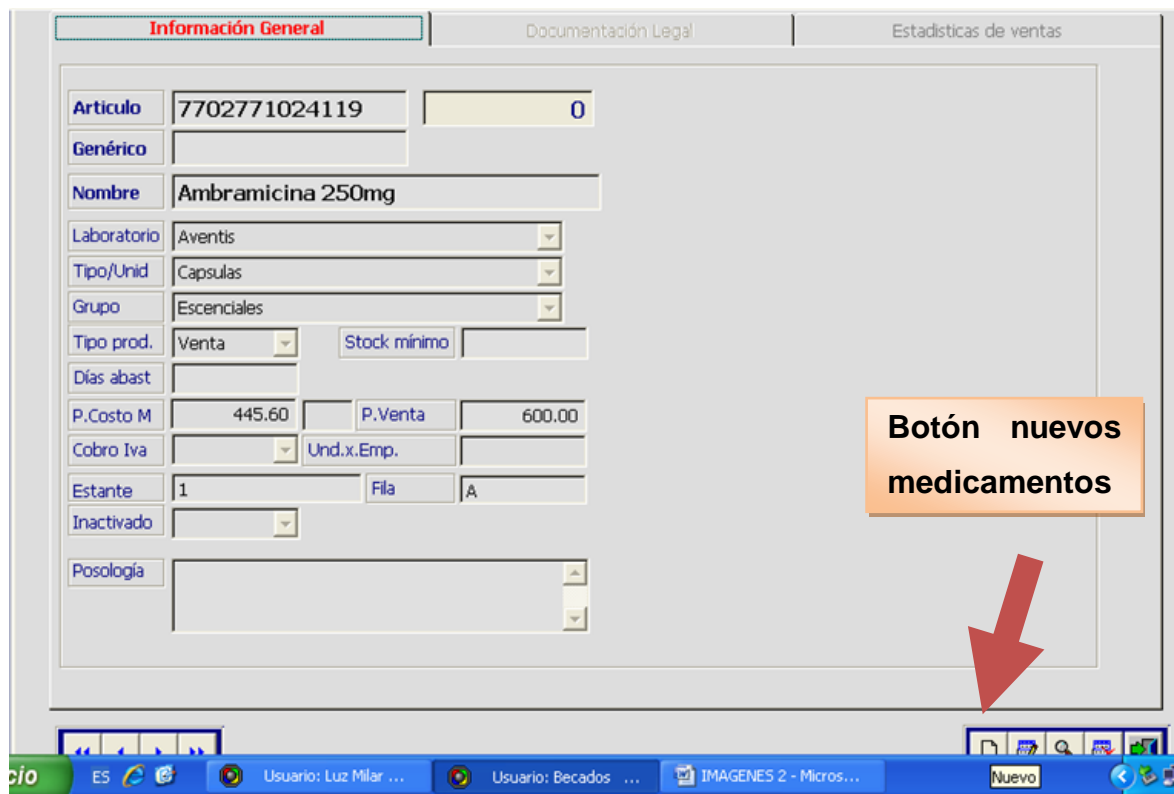 Información General
Documentación Legal
Estadisticas de ventas
Articulo 7702771024119 0
Genérico
Nombre Ambramicina 250mg
Laboratorio Aventis
Tipo/Unid Capsulas
Grupo Escenciales
Tipo prod. Venta Stock mínimo
Días abast
P.Costo M 445.60 P.Venta 600.00
Cobro Iva Und.x.Emp.
Estante 1 Fila A
Inactivado
Posología
Botón nuevos
medicamentos
cio ES Usuario: Luz Milar ... Usuario: Becados ... IMAGENES 2 - Micros... Nuevo